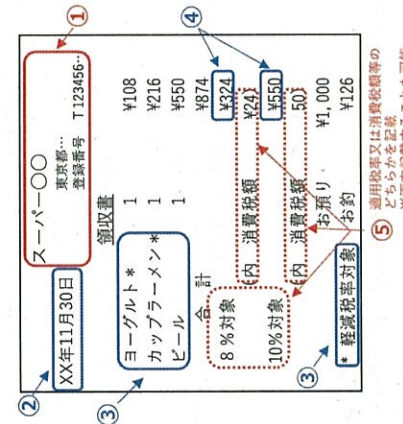 ①
スーパー〇〇
東京都…
登録番号 T123456…
②
XX年11月30日
領収書
ヨーグルト* 1 ¥108
カップラーメン* 1 ¥216
ビール 1 ¥550
③
合計 ¥874
④
8%対象 ¥324
(内 消費税額 ¥24)
10%対象 ¥550
(内 消費税額 50)
お預り ¥1,000
お釣 ¥126
③
* 軽減税率対象
⑤
適用税率又は消費税額等の
どちらかを記載